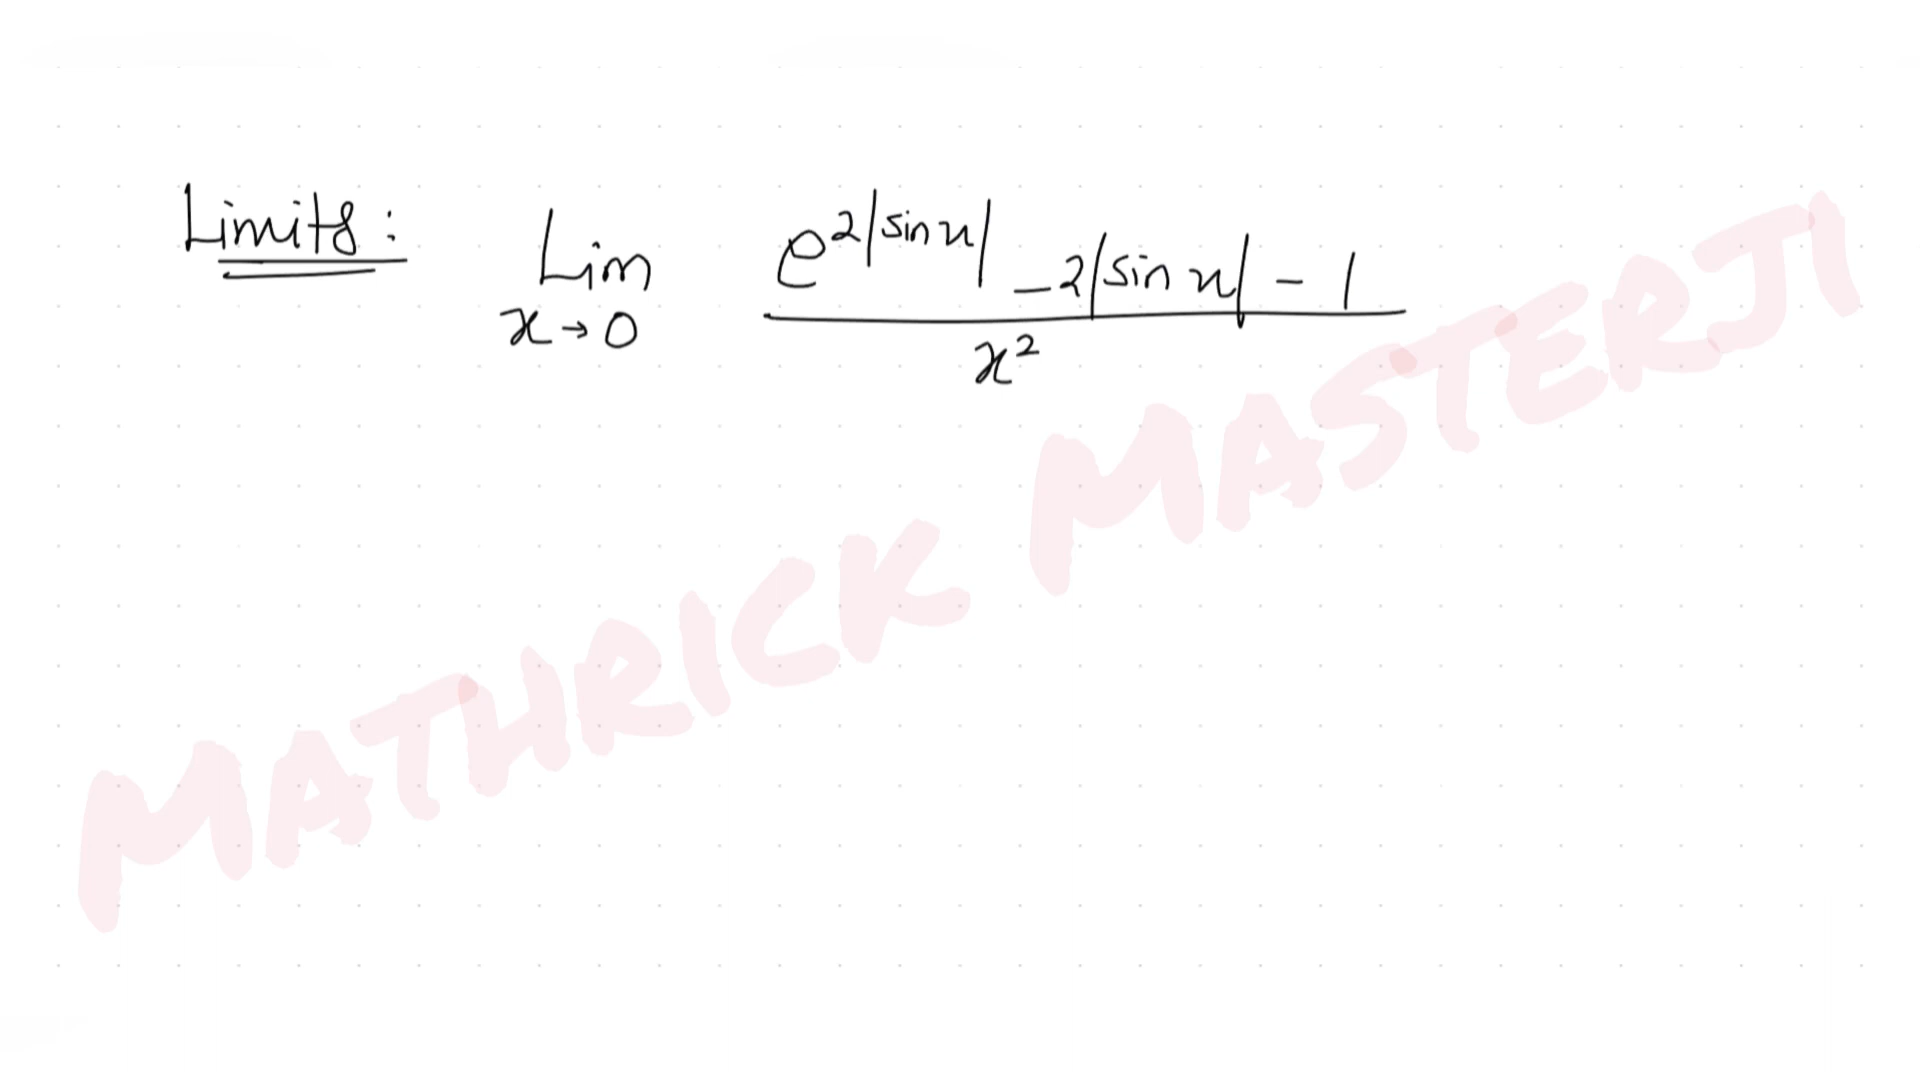 Limits: Lim x→0 e^2|sin x| - 2|sin x| - 1
x²
MATHRICK MASTERJI